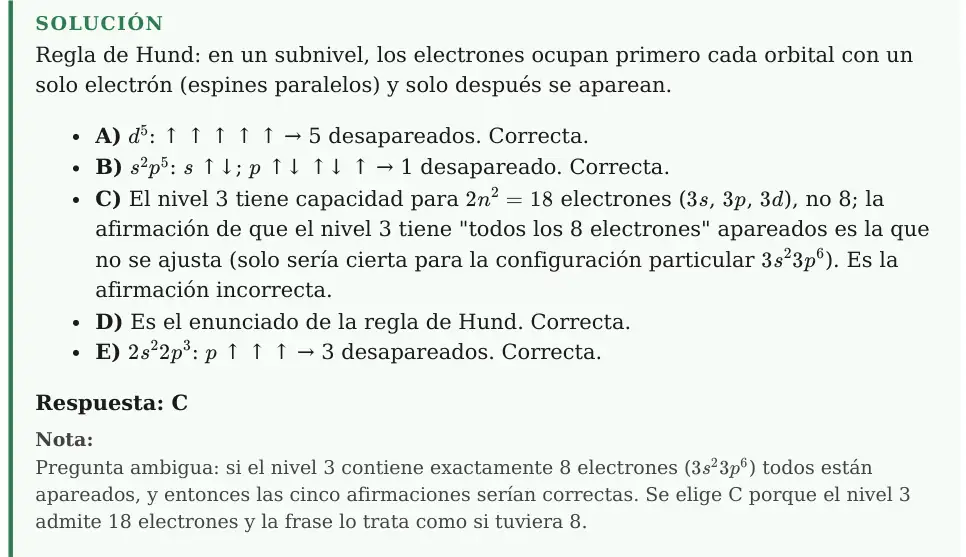 SOLUCIÓN
Regla de Hund: en un subnivel, los electrones ocupan primero cada orbital con un
solo electrón (espines paralelos) y solo después se aparean.
• A) d⁵: ↑ ↑ ↑ ↑ ↑ → 5 desapareados. Correcta.
• B) s²p⁵: s ↑↓; p ↑↓ ↑↓ ↑ → 1 desapareado. Correcta.
• C) El nivel 3 tiene capacidad para 2n² = 18 electrones (3s, 3p, 3d), no 8; la
afirmación de que el nivel 3 tiene "todos los 8 electrones" apareados es la que
no se ajusta (solo sería cierta para la configuración particular 3s²3p⁶). Es la
afirmación incorrecta.
• D) Es el enunciado de la regla de Hund. Correcta.
• E) 2s²2p³: p ↑ ↑ ↑ → 3 desapareados. Correcta.
Respuesta: C
Nota:
Pregunta ambigua: si el nivel 3 contiene exactamente 8 electrones (3s²3p⁶) todos están
apareados, y entonces las cinco afirmaciones serían correctas. Se elige C porque el nivel 3
admite 18 electrones y la frase lo trata como si tuviera 8.